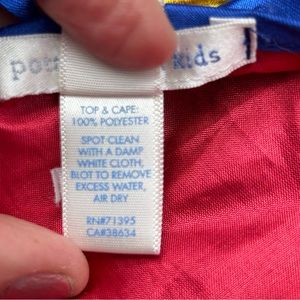 kids
TOP & CAPE:
100% POLYESTER
SPOT CLEAN
WITH A DAMP
WHITE CLOTH,
BLOT TO REMOVE
EXCESS WATER,
AIR DRY
RN#71395
CA#38634